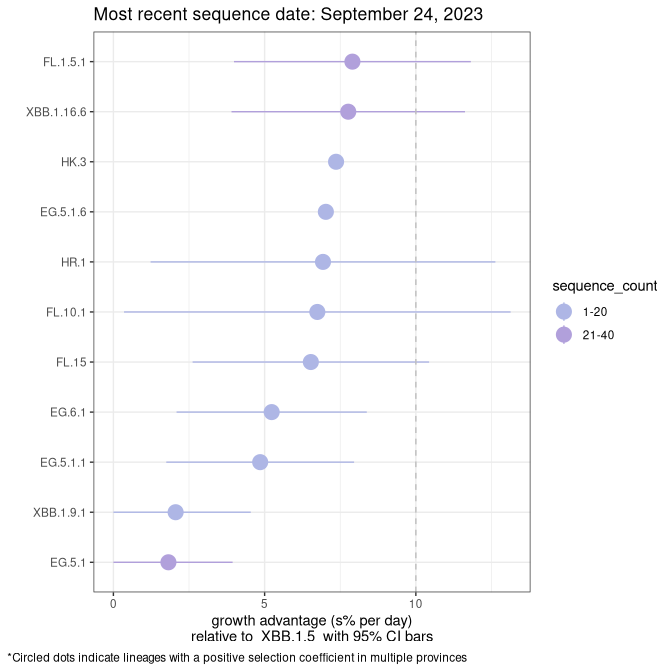 Most recent sequence date: September 24, 2023
FL.1.5.1
XBB.1.16.6
HK.3
EG.5.1.6
HR.1
FL.10.1
FL.15
EG.6.1
EG.5.1.1
XBB.1.9.1
EG.5.1
0 5 10
growth advantage (s% per day)
relative to XBB.1.5 with 95% CI bars
sequence_count
1-20
21-40
*Circled dots indicate lineages with a positive selection coefficient in multiple provinces